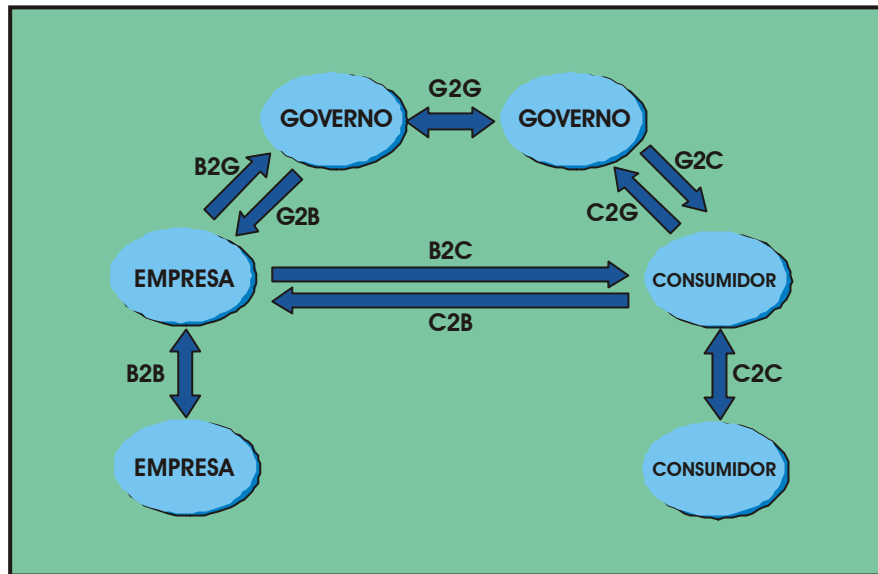 G2G
GOVERNO
GOVERNO
B2G
G2C
G2B
C2G
B2C
EMPRESA
CONSUMIDOR
C2B
B2B
C2C
EMPRESA
CONSUMIDOR